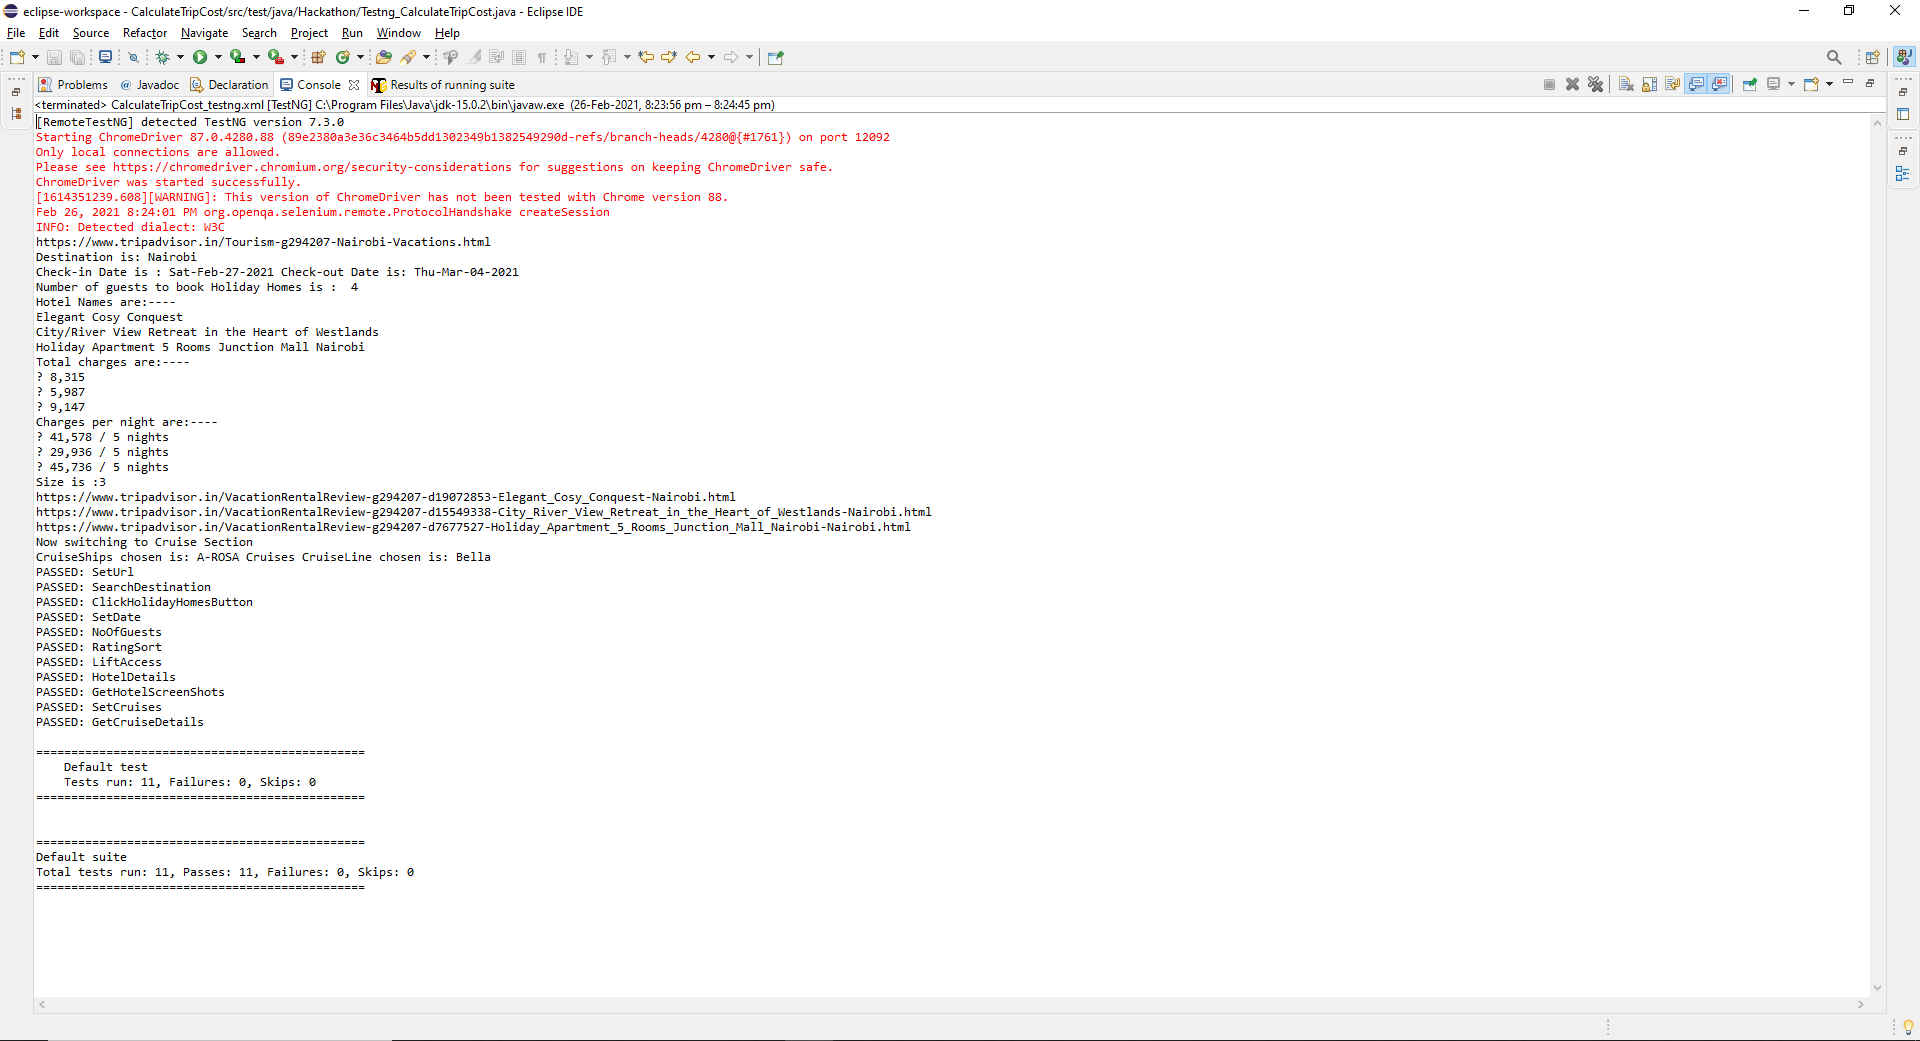 eclipse-workspace - CalculateTripCost/src/test/java/Hackathon/Testng_CalculateTripCost.java - Eclipse IDE
File Edit Source Refactor Navigate Search Project Run Window Help
Problems @ Javadoc Declaration Console Results of running suite
<terminated> CalculateTripCost_testng.xml [TestNG] C:\Program Files\Java\jdk-15.0.2\bin\javaw.exe (26-Feb-2021, 8:23:56 pm – 8:24:45 pm)
[RemoteTestNG] detected TestNG version 7.3.0
Starting ChromeDriver 87.0.4280.88 (89e2380a3e36c3464b5dd1302349b1382549290d-refs/branch-heads/4280@{#1761}) on port 12092
Only local connections are allowed.
Please see https://chromedriver.chromium.org/security-considerations for suggestions on keeping ChromeDriver safe.
ChromeDriver was started successfully.
[1614351239.608][WARNING]: This version of ChromeDriver has not been tested with Chrome version 88.
Feb 26, 2021 8:24:01 PM org.openqa.selenium.remote.ProtocolHandshake createSession
INFO: Detected dialect: W3C
https://www.tripadvisor.in/Tourism-g294207-Nairobi-Vacations.html
Destination is: Nairobi
Check-in Date is : Sat-Feb-27-2021 Check-out Date is: Thu-Mar-04-2021
Number of guests to book Holiday Homes is :  4
Hotel Names are:----
Elegant Cosy Conquest
City/River View Retreat in the Heart of Westlands
Holiday Apartment 5 Rooms Junction Mall Nairobi
Total charges are:----
? 8,315
? 5,987
? 9,147
Charges per night are:----
? 41,578 / 5 nights
? 29,936 / 5 nights
? 45,736 / 5 nights
Size is :3
https://www.tripadvisor.in/VacationRentalReview-g294207-d19072853-Elegant_Cosy_Conquest-Nairobi.html
https://www.tripadvisor.in/VacationRentalReview-g294207-d15549338-City_River_View_Retreat_in_the_Heart_of_Westlands-Nairobi.html
https://www.tripadvisor.in/VacationRentalReview-g294207-d7677527-Holiday_Apartment_5_Rooms_Junction_Mall_Nairobi-Nairobi.html
Now switching to Cruise Section
CruiseShips chosen is: A-ROSA Cruises CruiseLine chosen is: Bella
PASSED: SetUrl
PASSED: SearchDestination
PASSED: ClickHolidayHomesButton
PASSED: SetDate
PASSED: NoOfGuests
PASSED: RatingSort
PASSED: LiftAccess
PASSED: HotelDetails
PASSED: GetHotelScreenShots
PASSED: SetCruises
PASSED: GetCruiseDetails
===============================================
Default test
Tests run: 11, Failures: 0, Skips: 0
===============================================
===============================================
Default suite
Total tests run: 11, Passes: 11, Failures: 0, Skips: 0
===============================================